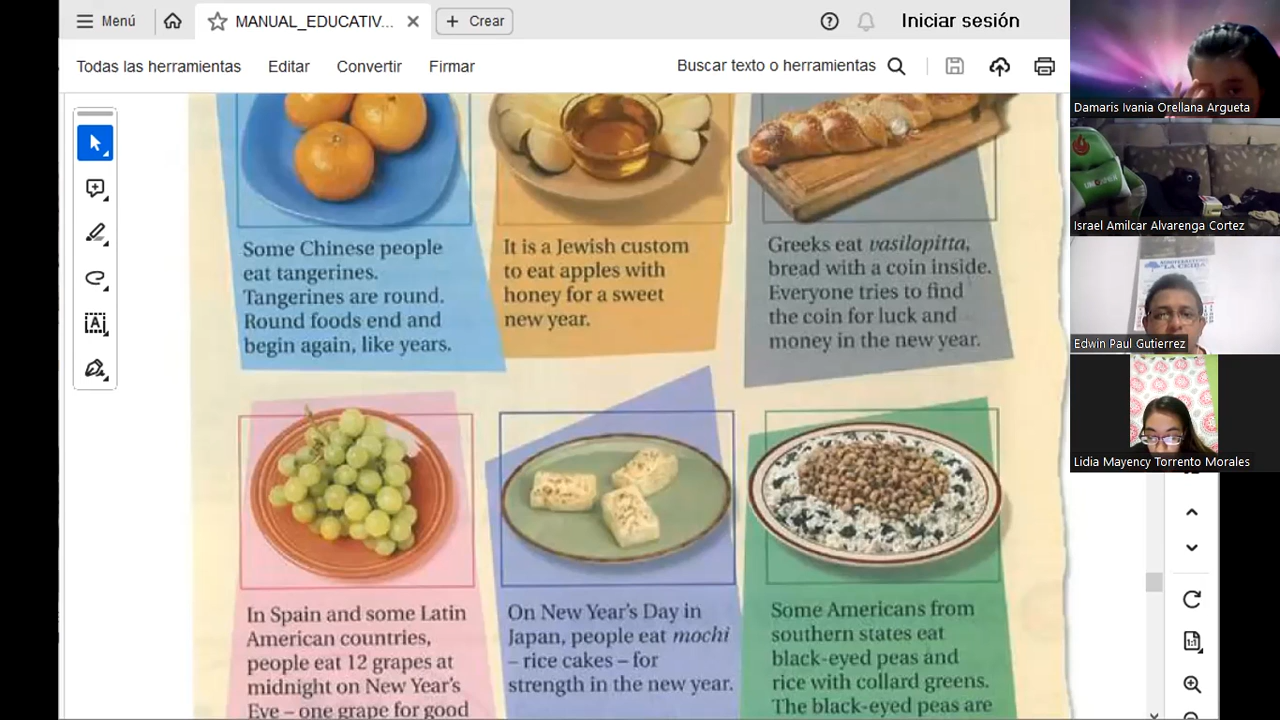 Menú
MANUAL_EDUCATIV...
Crear
Iniciar sesión
Todas las herramientas
Editar
Convertir
Firmar
Buscar texto o herramientas
Some Chinese people
eat tangerines.
Tangerines are round.
Round foods end and
begin again, like years.
It is a Jewish custom
to eat apples with
honey for a sweet
new year.
Greeks eat vasilopitta,
bread with a coin inside.
Everyone tries to find
the coin for luck and
money in the new year.
In Spain and some Latin
American countries,
people eat 12 grapes at
midnight on New Year's
Eve – one grape for good
On New Year's Day in
Japan, people eat mochi
– rice cakes – for
strength in the new year.
Some Americans from
southern states eat
black-eyed peas and
rice with collard greens.
The black-eyed peas are
Damaris Ivania Orellana Argueta
Israel Amilcar Alvarenga Cortez
LA CEIBA
Edwin Paul Gutierrez
Lidia Mayency Torrento Morales